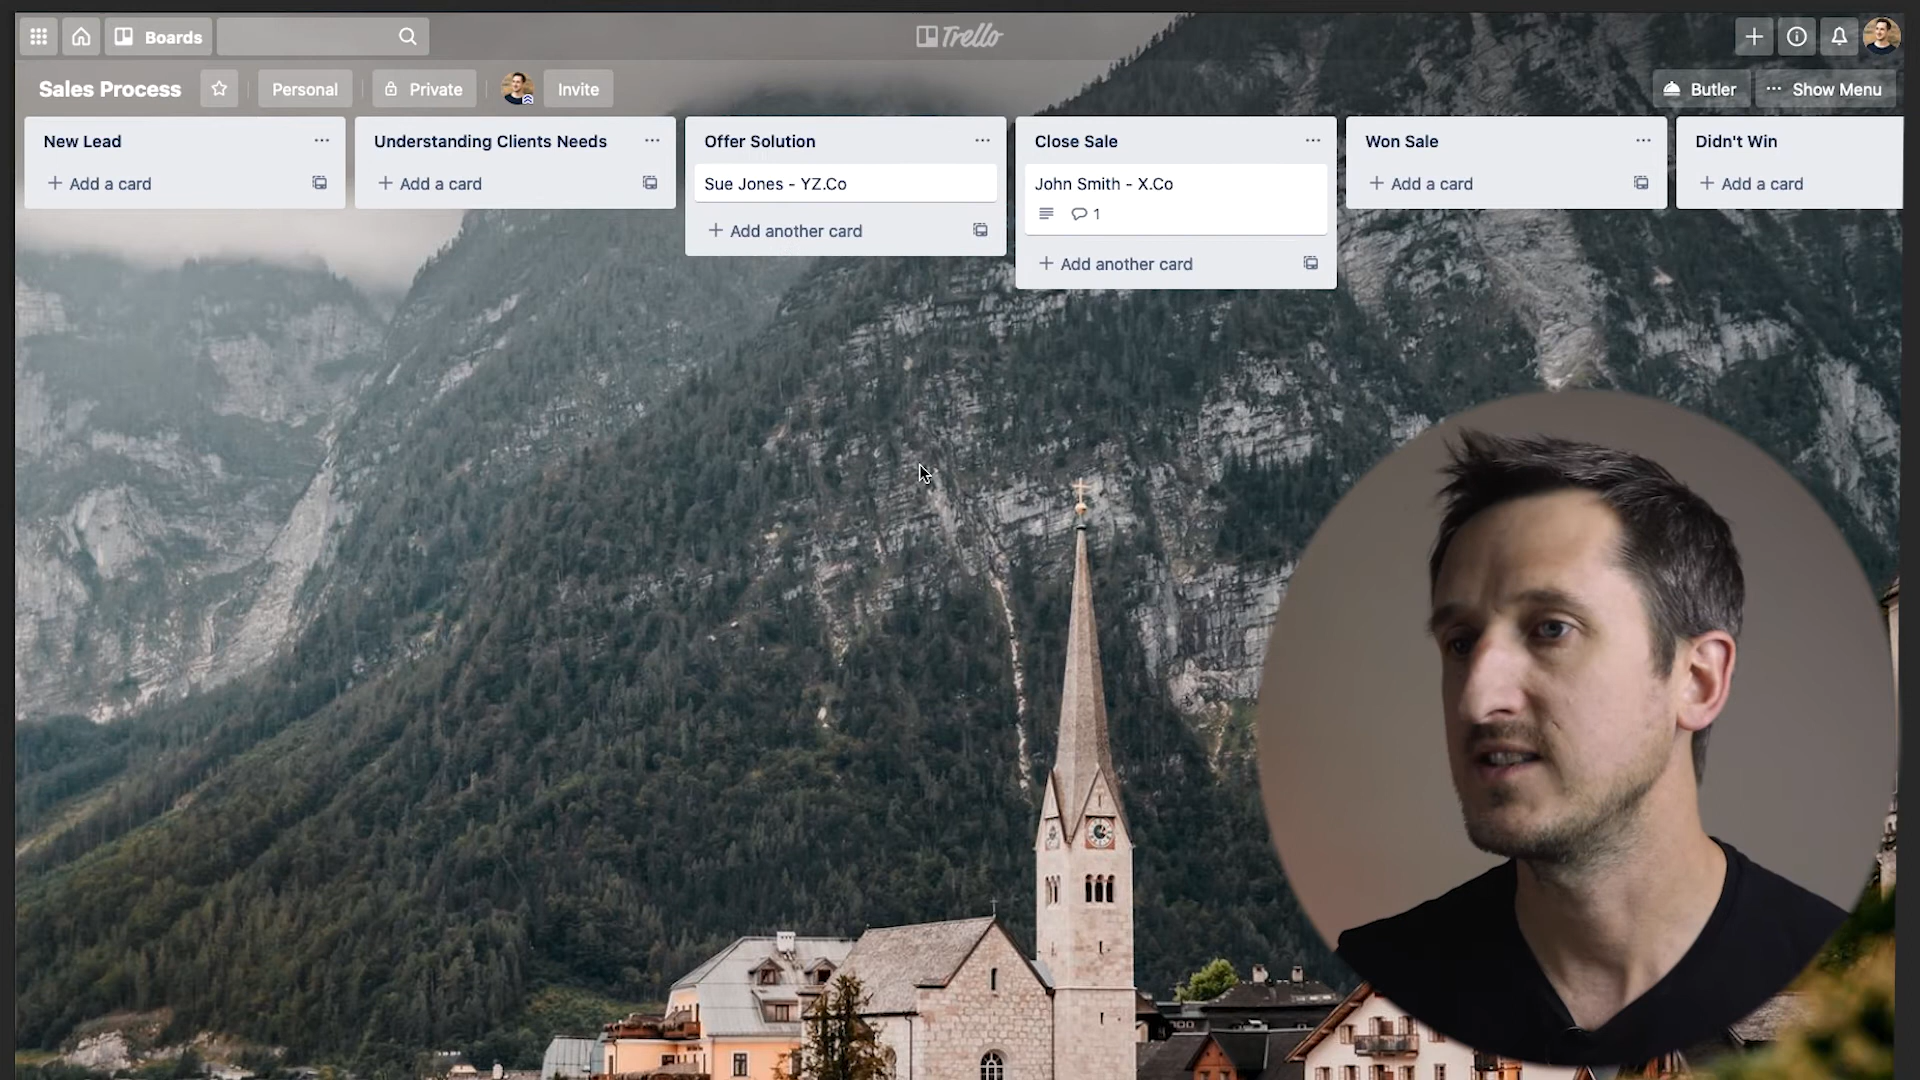 Boards
Trello
Sales Process
Personal
Private
Invite
Butler
Show Menu
New Lead
Add a card
Understanding Clients Needs
Add a card
Offer Solution
Sue Jones - YZ.Co
Add another card
Close Sale
John Smith - X.Co
1
Add another card
Won Sale
Add a card
Didn't Win
Add a card